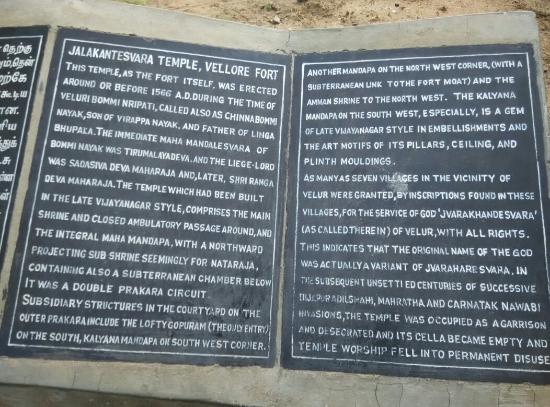 தெற்கு
JALAKANTESVARA TEMPLE, VELLORE FORT
THIS TEMPLE, AS THE FORT ITSELF, WAS ERECTED
AROUND OR BEFORE 1566 A.D. DURING THE TIME OF
VELURI BOMMI NRIPATI, CALLED ALSO AS CHINNABOMMI
NAYAK, SON OF VIRAPPA NAYAK, AND FATHER OF LINGA
BHUPALA. THE IMMEDIATE MAHA MANDALESVARA OF
BOMMI NAYAK WAS TIRUMALAYADEVA. AND THE LIEGE-LORD
WAS SADASIVA DEVA MAHARAJA AND, LATER, SHRI RANGA
DEVA MAHARAJA. THE TEMPLE WHICH HAD BEEN BUILT
IN THE LATE VIJAYANAGAR STYLE, COMPRISES THE MAIN
SHRINE AND CLOSED AMBULATORY PASSAGE AROUND, AND
THE INTEGRAL MAHA MANDAPA, WITH A NORTHWARD
PROJECTING SUB SHRINE SEEMINGLY FOR NATARAJA,
CONTAINING ALSO A SUBTERRANEAN CHAMBER BELOW
IT WAS A DOUBLE PRAKARA CIRCUIT.
SUBSIDIARY STRUCTURES IN THE COURTYARD ON THE
OUTER PRAKARA INCLUDE THE LOFTY GOPURAM (THE ONLY ENTRY)
ON THE SOUTH, KALYANA MANDAPA ON SOUTH WEST CORNER.
ANOTHER MANDAPA ON THE NORTH WEST CORNER, (WITH A
SUBTERRANEAN LINK TO THE FORT MOAT) AND THE
AMMAN SHRINE TO THE NORTH WEST. THE KALYANA
MANDAPA ON THE SOUTH WEST, ESPECIALLY, IS A GEM
OF LATE VIJAYANAGAR STYLE IN EMBELLISHMENTS AND
THE ART MOTIFS OF ITS PILLARS, CEILING, AND
PLINTH MOULDINGS.
AS MANY AS SEVEN VILLAGES IN THE VICINITY OF
VELUR WERE GRANTED, BY INSCRIPTIONS FOUND IN THESE
VILLAGES, FOR THE SERVICE OF GOD 'JVARAKHANDESVARA'
(AS CALLED THEREIN) OF VELUR, WITH ALL RIGHTS.
THIS INDICATES THAT THE ORIGINAL NAME OF THE GOD
WAS ACTUALLY A VARIANT OF JVARAHARESVARA. IN
THE SUBSEQUENT UNSETTLED CENTURIES OF SUCCESSIVE
BIJAPUR ADILSHAHI, MAHRATHA AND CARNATAK NAWABI
INVASIONS, THE TEMPLE WAS OCCUPIED AS A GARRISON
AND DESECRATED AND ITS CELLA BECAME EMPTY AND
TEMPLE WORSHIP FELL INTO PERMANENT DISUSE